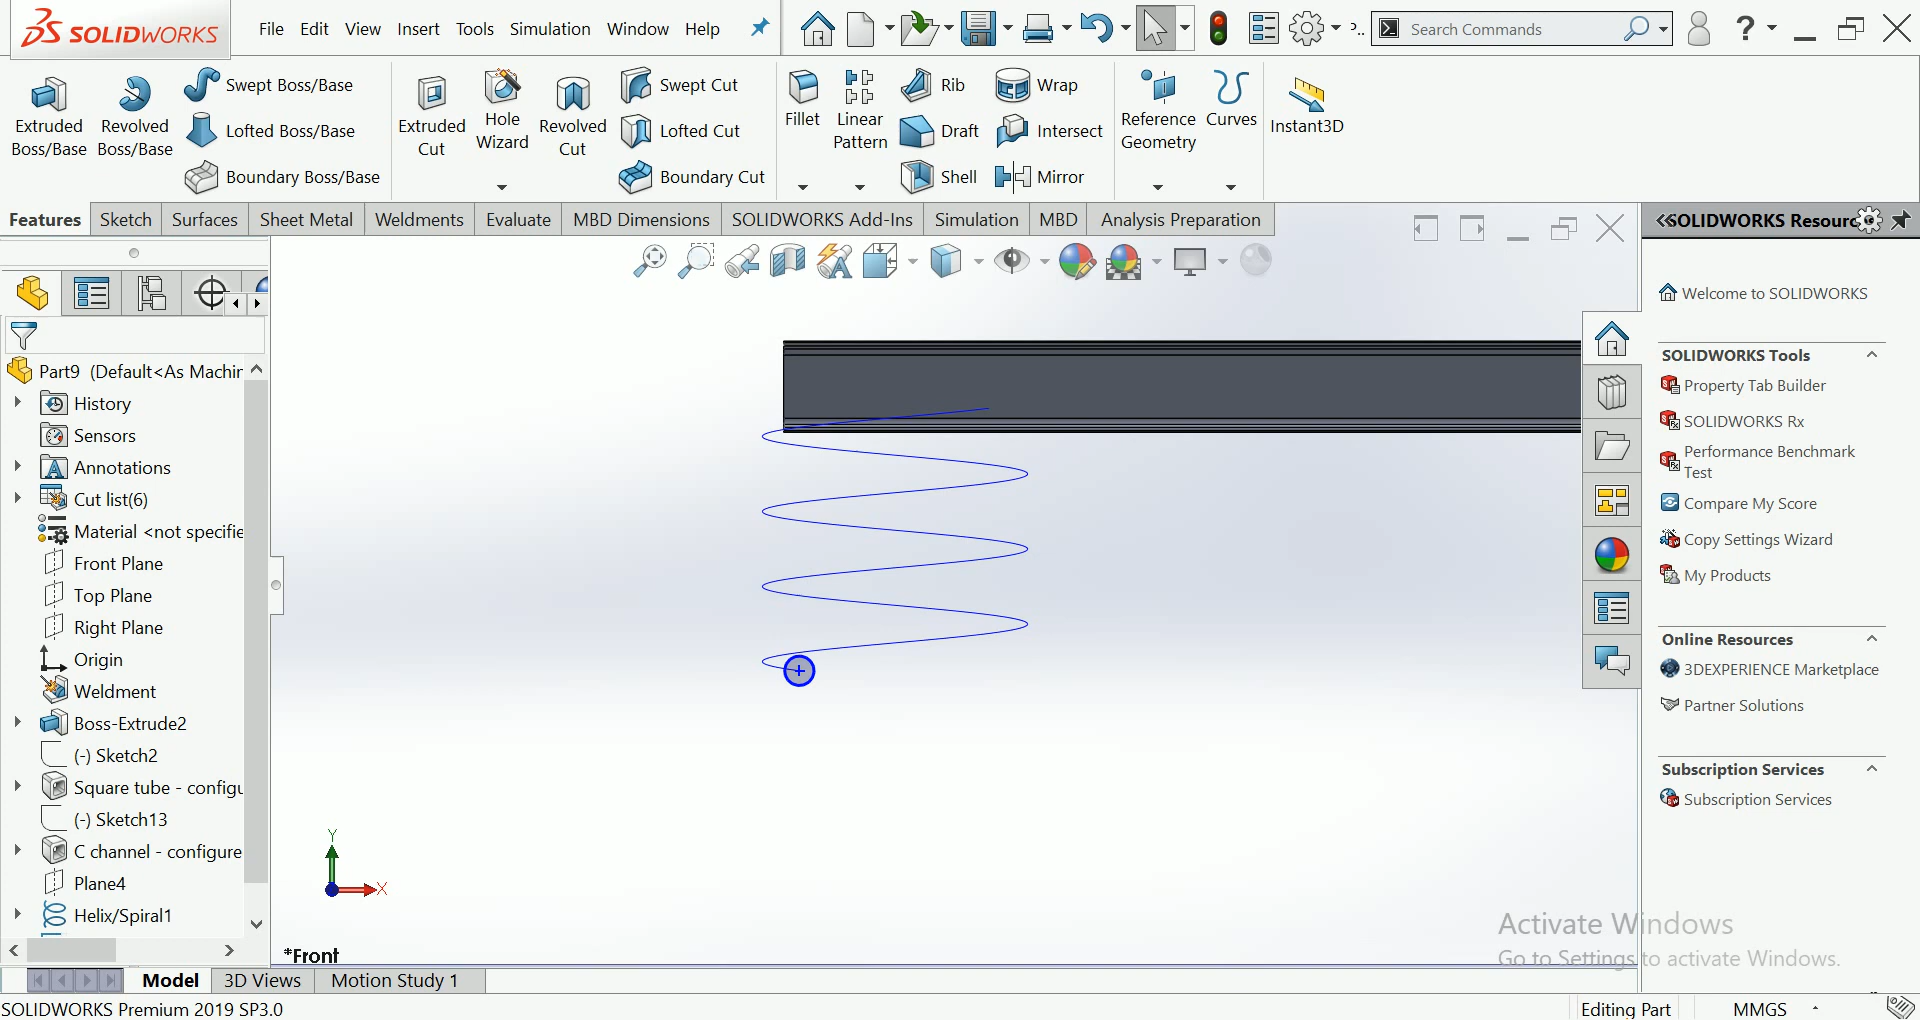 SOLIDWORKS
File Edit View Insert Tools Simulation Window Help
Search Commands
Extruded Boss/Base
Revolved Boss/Base
Swept Boss/Base
Lofted Boss/Base
Boundary Boss/Base
Extruded Cut
Hole Wizard
Revolved Cut
Swept Cut
Lofted Cut
Boundary Cut
Fillet
Linear Pattern
Rib
Draft
Shell
Wrap
Intersect
Mirror
Reference Geometry
Curves
Instant3D
Features Sketch Surfaces Sheet Metal Weldments Evaluate MBD Dimensions SOLIDWORKS Add-Ins Simulation MBD Analysis Preparation
SOLIDWORKS Resourc
Welcome to SOLIDWORKS
SOLIDWORKS Tools
Property Tab Builder
SOLIDWORKS Rx
Performance Benchmark
Test
Compare My Score
Copy Settings Wizard
My Products
Online Resources
3DEXPERIENCE Marketplace
Partner Solutions
Subscription Services
Subscription Services
Part9 (Default<As Machin
History
Sensors
Annotations
Cut list(6)
Material <not specifie
Front Plane
Top Plane
Right Plane
Origin
Weldment
Boss-Extrude2
(-) Sketch2
Square tube - configu
(-) Sketch13
C channel - configure
Plane4
Helix/Spiral1
Y
X
*Front
Activate Windows
Go to Settings to activate Windows.
Model 3D Views Motion Study 1
SOLIDWORKS Premium 2019 SP3.0
Editing Part MMGS